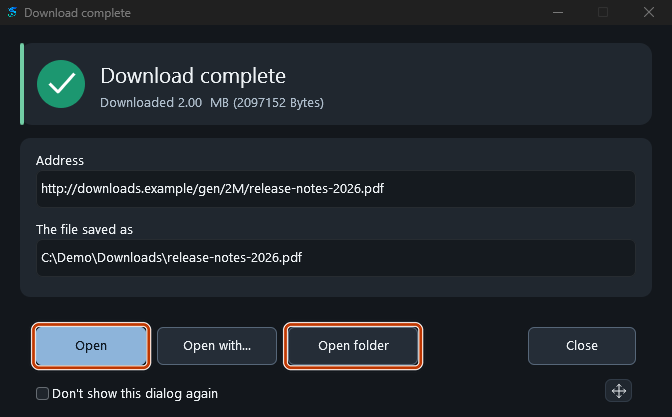 Download complete
Download complete
Downloaded 2.00  MB (2097152 Bytes)
Address
http://downloads.example/gen/2M/release-notes-2026.pdf
The file saved as
C:\Demo\Downloads\release-notes-2026.pdf
Open
Open with...
Open folder
Close
Don't show this dialog again